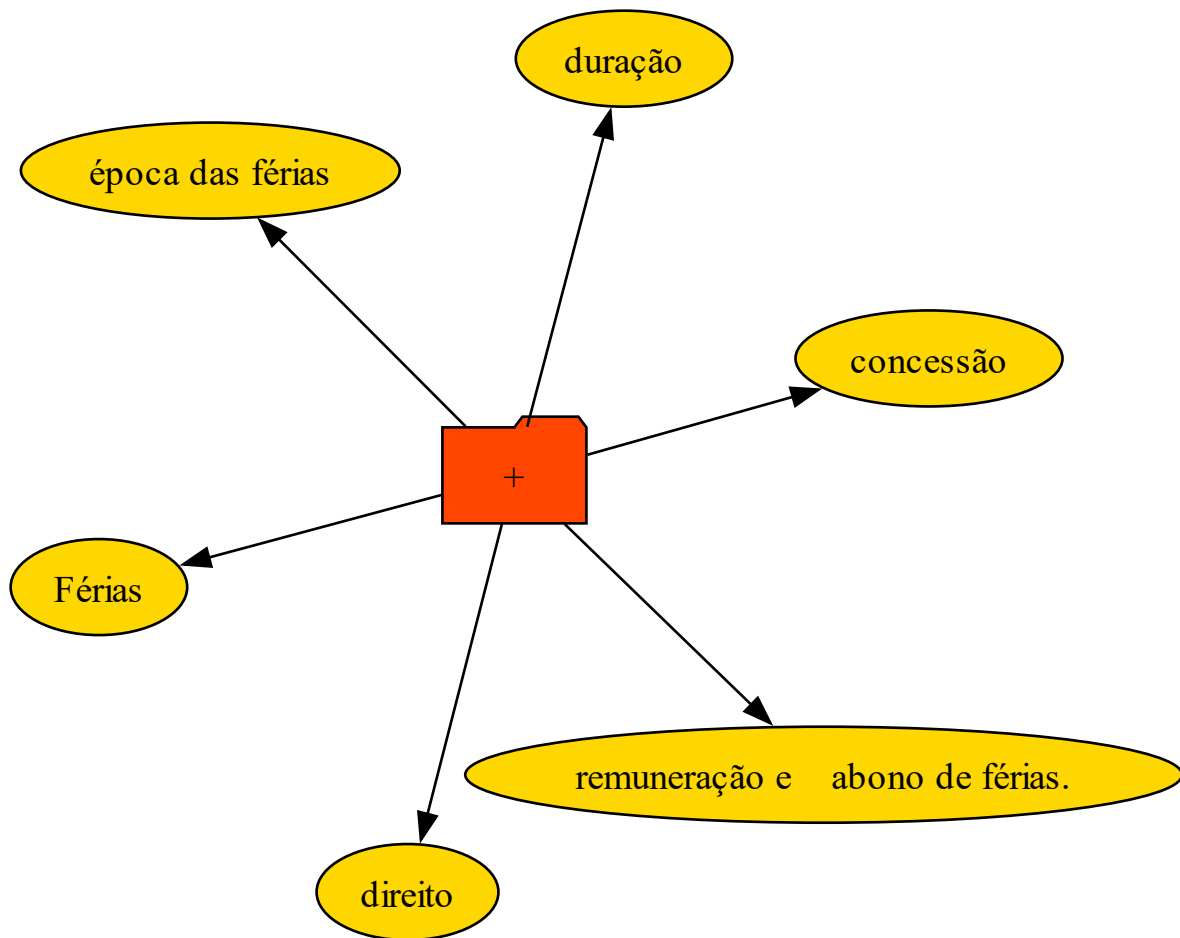 duração
época das férias
concessão
+
Férias
remuneração e    abono de férias.
direito